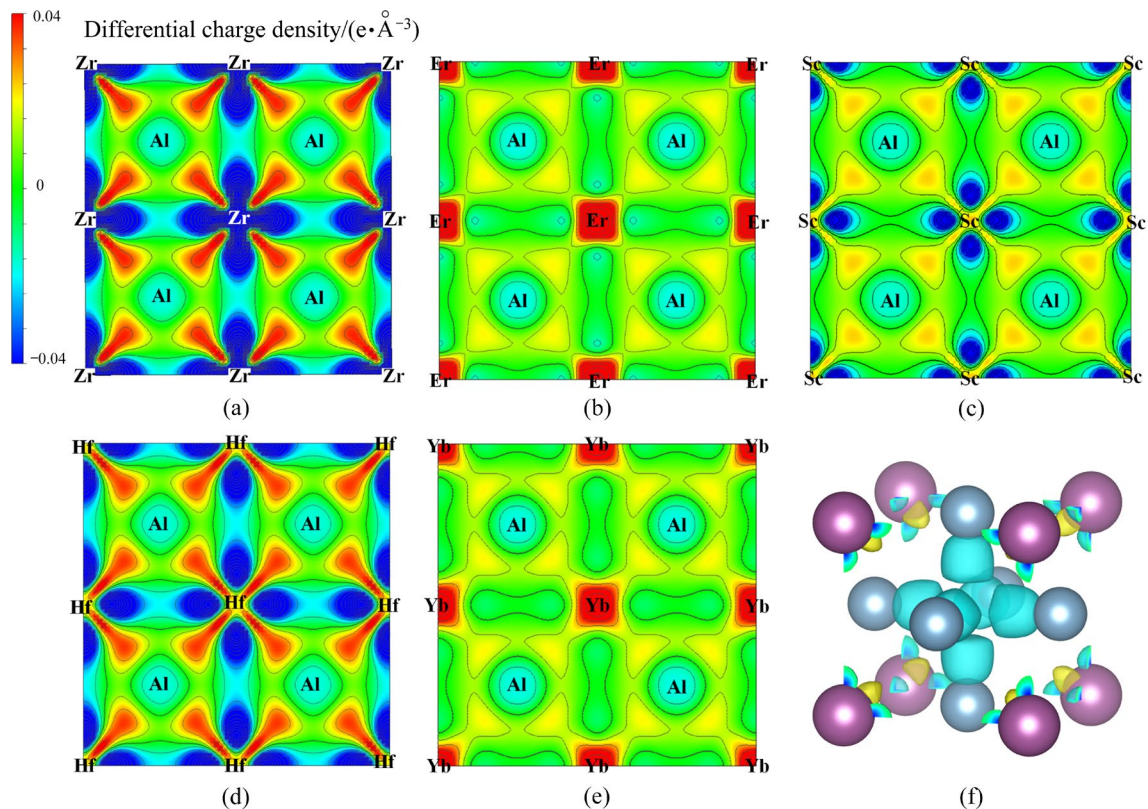 0.04
Differential charge density/(e•Å⁻³)
0
−0.04
Zr Zr Zr
Al Al
Zr Zr Zr
Al Al
Zr Zr Zr
(a)
Er Er Er
Al Al
Er Er Er
Al Al
Er Er Er
(b)
Sc Sc Sc
Al Al
Sc Sc Sc
Al Al
Sc Sc Sc
(c)
Hf Hf Hf
Al Al
Hf Hf Hf
Al Al
Hf Hf Hf
(d)
Yb Yb Yb
Al Al
Yb Yb Yb
Al Al
Yb Yb Yb
(e)
(f)